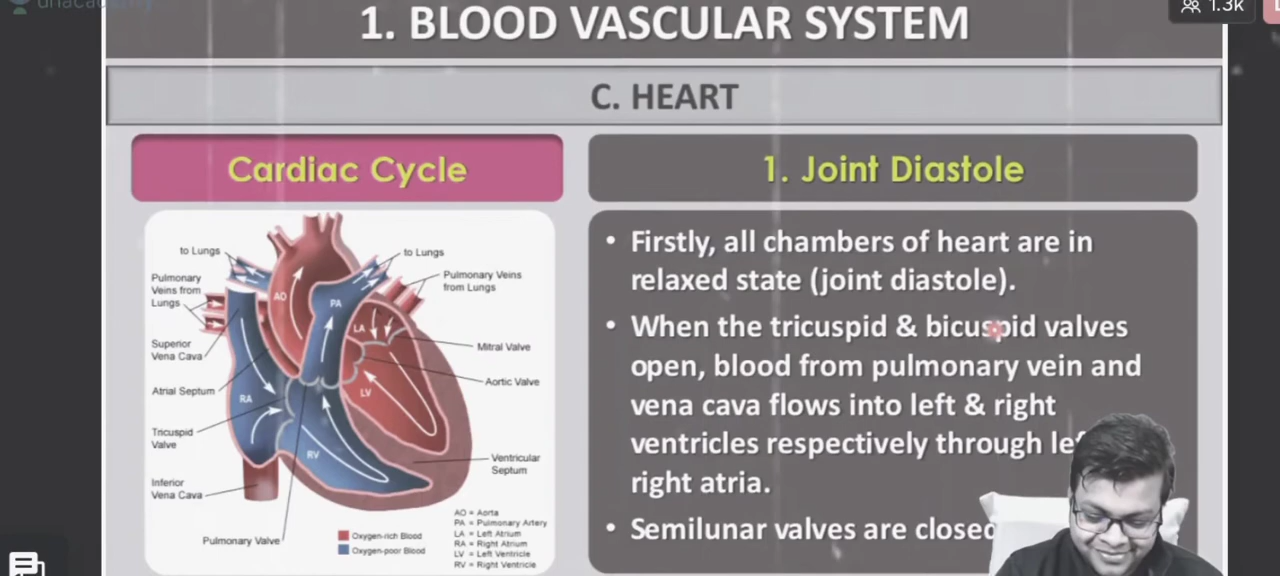 1. BLOOD VASCULAR SYSTEM
1.3k
C. HEART
Cardiac Cycle
to Lungs
to Lungs
Pulmonary
Veins from
Lungs
Pulmonary Veins
from Lungs
AO
PA
LA
Superior
Vena Cava
Mitral Valve
Atrial Septum
Aortic Valve
RA
LV
Tricuspid
Valve
RV
Ventricular
Septum
Inferior
Vena Cava
Pulmonary Valve
Oxygen-rich Blood
Oxygen-poor Blood
AO = Aorta
PA = Pulmonary Artery
LA = Left Atrium
RA = Right Atrium
LV = Left Ventricle
RV = Right Ventricle
1. Joint Diastole
• Firstly, all chambers of heart are in
relaxed state (joint diastole).
• When the tricuspid & bicuspid valves
open, blood from pulmonary vein and
vena cava flows into left & right
ventricles respectively through
right atria.
• Semilunar valves are closed